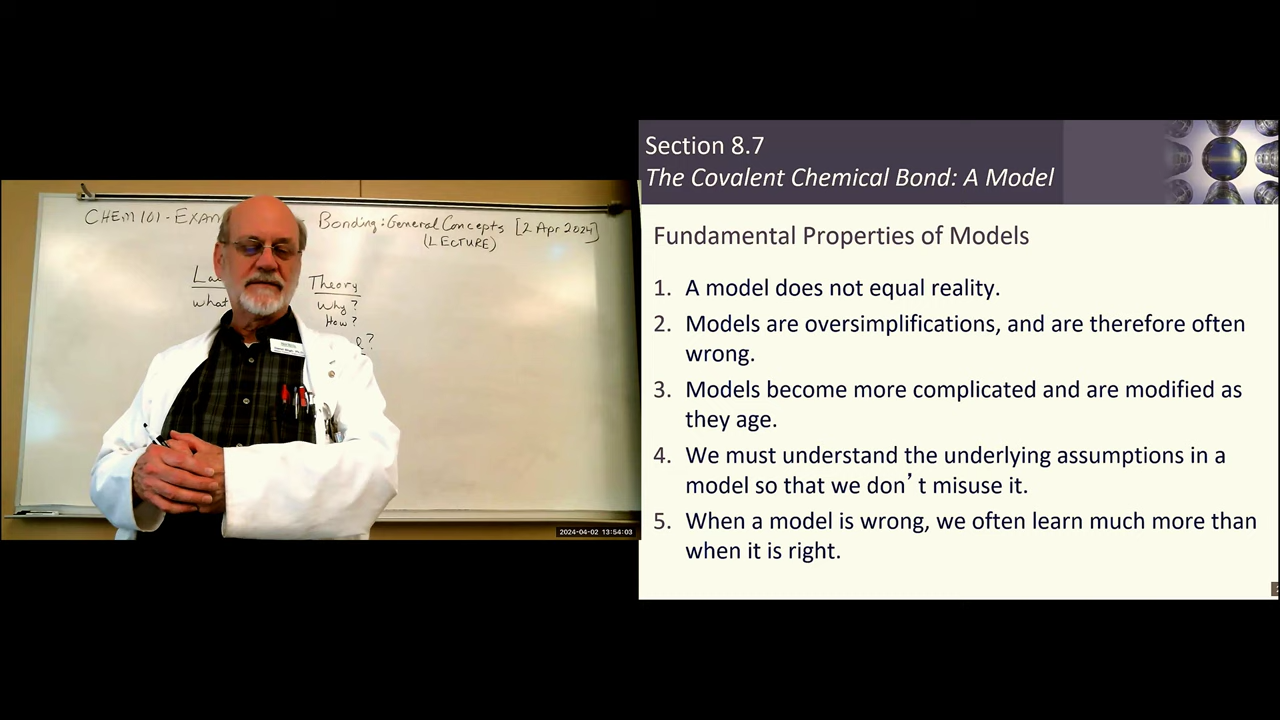 CHEM 101 - EXAM Bonding: General Concepts [2 Apr 2024]
(LECTURE)
Theory
what Why?
How?
2024-04-02 13:54:03
Section 8.7
The Covalent Chemical Bond: A Model
Fundamental Properties of Models
1. A model does not equal reality.
2. Models are oversimplifications, and are therefore often
wrong.
3. Models become more complicated and are modified as
they age.
4. We must understand the underlying assumptions in a
model so that we don’t misuse it.
5. When a model is wrong, we often learn much more than
when it is right.